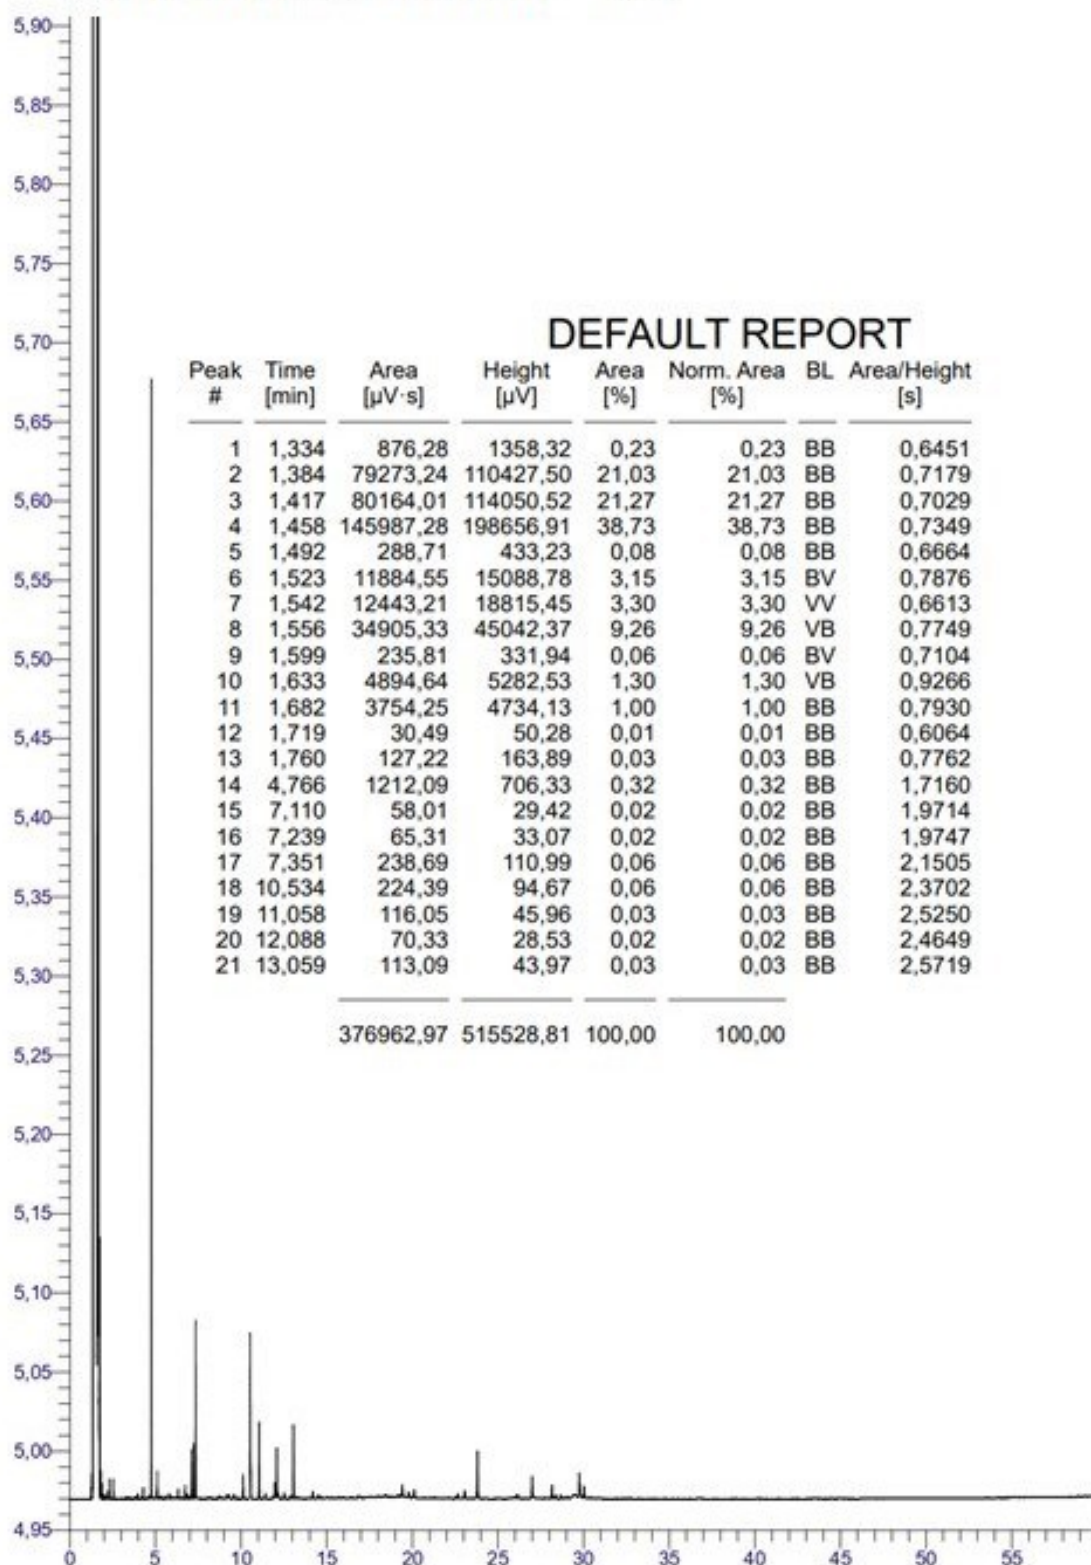 5,90
5,85
5,80
5,75
5,70
5,65
5,60
5,55
5,50
5,45
5,40
5,35
5,30
5,25
5,20
5,15
5,10
5,05
5,00
4,95
DEFAULT REPORT
Peak Time Area Height Area Norm. Area BL Area/Height
# [min] [µV·s] [µV] [%] [%] [s]
1 1,334 876,28 1358,32 0,23 0,23 BB 0,6451
2 1,384 79273,24 110427,50 21,03 21,03 BB 0,7179
3 1,417 80164,01 114050,52 21,27 21,27 BB 0,7029
4 1,458 145987,28 198656,91 38,73 38,73 BB 0,7349
5 1,492 288,71 433,23 0,08 0,08 BB 0,6664
6 1,523 11884,55 15088,78 3,15 3,15 BV 0,7876
7 1,542 12443,21 18815,45 3,30 3,30 VV 0,6613
8 1,556 34905,33 45042,37 9,26 9,26 VB 0,7749
9 1,599 235,81 331,94 0,06 0,06 BV 0,7104
10 1,633 4894,64 5282,53 1,30 1,30 VB 0,9266
11 1,682 3754,25 4734,13 1,00 1,00 BB 0,7930
12 1,719 30,49 50,28 0,01 0,01 BB 0,6064
13 1,760 127,22 163,89 0,03 0,03 BB 0,7762
14 4,766 1212,09 706,33 0,32 0,32 BB 1,7160
15 7,110 58,01 29,42 0,02 0,02 BB 1,9714
16 7,239 65,31 33,07 0,02 0,02 BB 1,9747
17 7,351 238,69 110,99 0,06 0,06 BB 2,1505
18 10,534 224,39 94,67 0,06 0,06 BB 2,3702
19 11,058 116,05 45,96 0,03 0,03 BB 2,5250
20 12,088 70,33 28,53 0,02 0,02 BB 2,4649
21 13,059 113,09 43,97 0,03 0,03 BB 2,5719
376962,97 515528,81 100,00 100,00
0 5 10 15 20 25 30 35 40 45 50 55